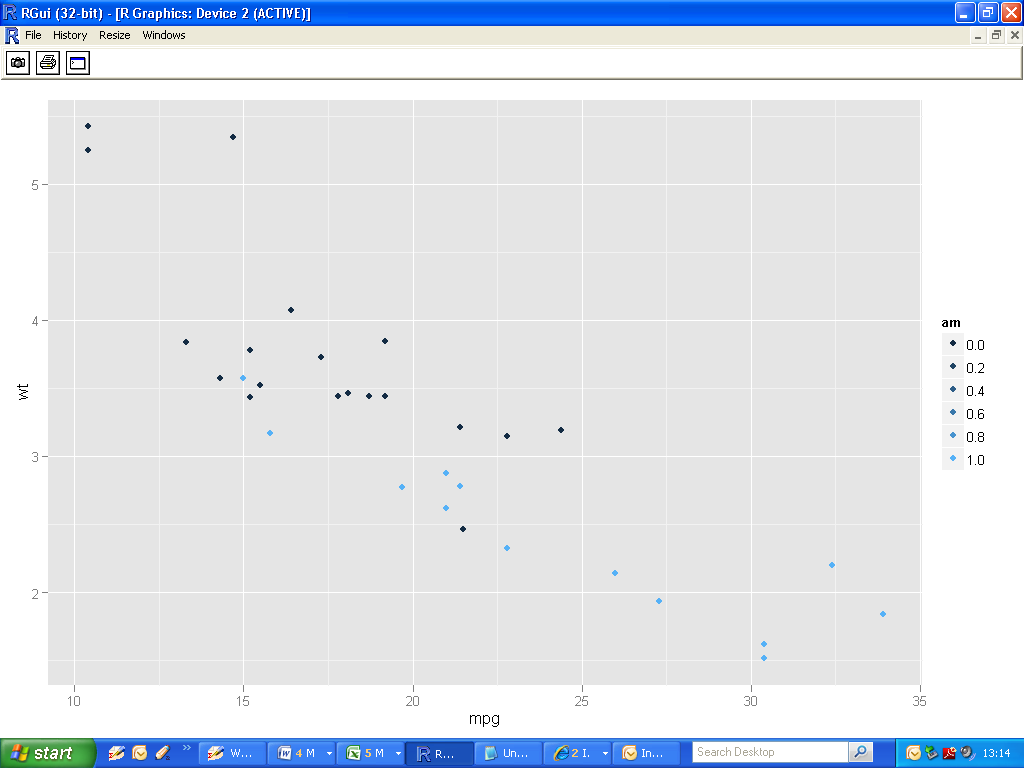 RGui (32-bit) - [R Graphics: Device 2 (ACTIVE)]
File History Resize Windows
5
4
3
2
wt
10 15 20 25 30 35
mpg
am
0.0
0.2
0.4
0.6
0.8
1.0
start
W...
4 M
5 M
R...
Un...
2 I.
In...
Search Desktop
13:14